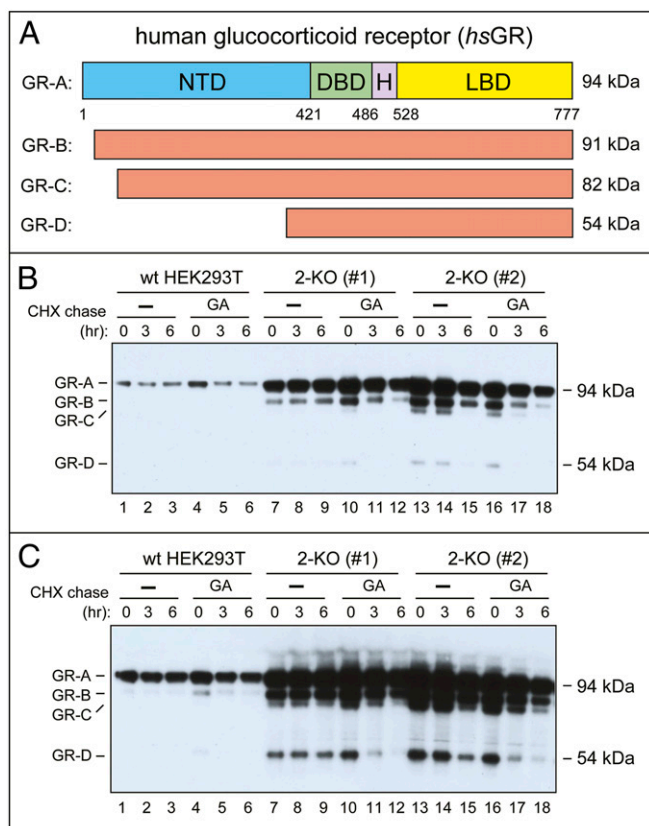 A
human glucocorticoid receptor (hsGR)
GR-A: NTD DBD H LBD 94 kDa
1 421 486 528 777
GR-B: 91 kDa
GR-C: 82 kDa
GR-D: 54 kDa
B
wt HEK293T 2-KO (#1) 2-KO (#2)
CHX chase – GA – GA – GA
(hr): 0 3 6 0 3 6 0 3 6 0 3 6 0 3 6 0 3 6
GR-A – – 94 kDa
GR-B –
GR-C /
GR-D – – 54 kDa
1 2 3 4 5 6 7 8 9 10 11 12 13 14 15 16 17 18
C
wt HEK293T 2-KO (#1) 2-KO (#2)
CHX chase – GA – GA – GA
(hr): 0 3 6 0 3 6 0 3 6 0 3 6 0 3 6 0 3 6
GR-A –
GR-B – – 94 kDa
GR-C /
GR-D – – 54 kDa
1 2 3 4 5 6 7 8 9 10 11 12 13 14 15 16 17 18